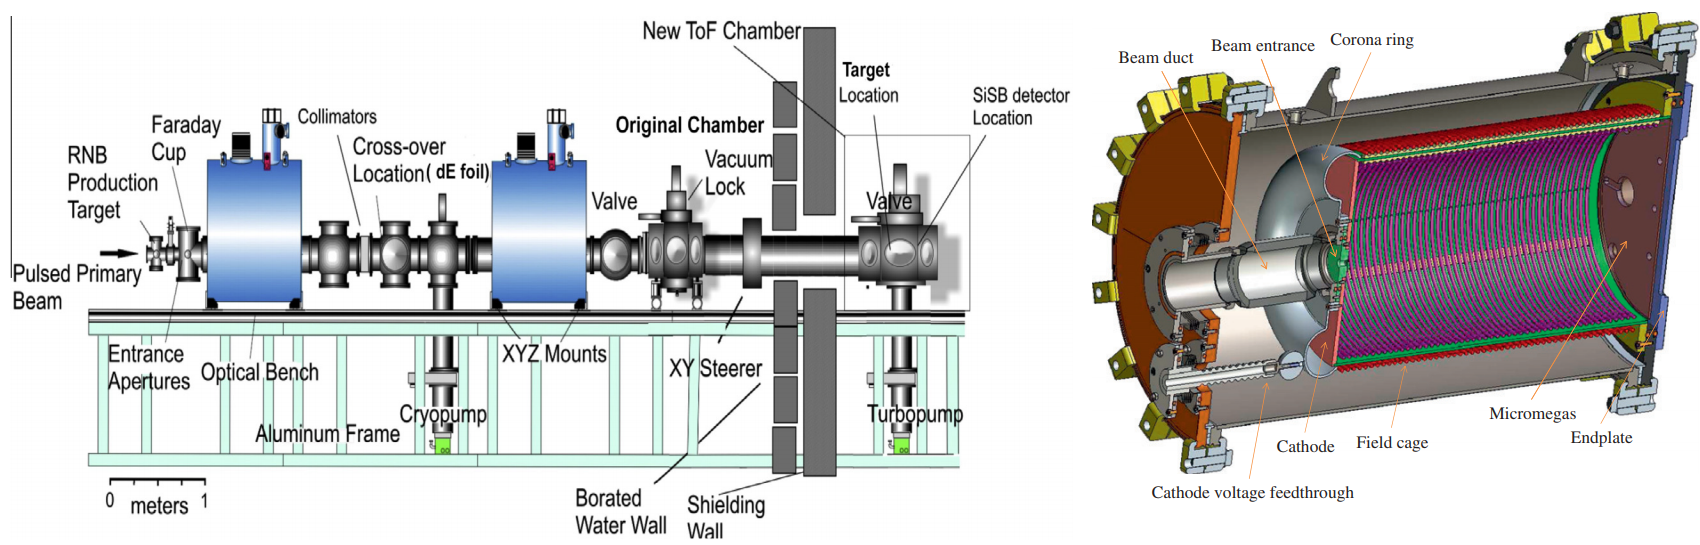 New ToF Chamber
Target
Location
SiSB detector
Location
Original Chamber
Collimators
Faraday
Cup
Cross-over
Location( dE foil)
RNB
Production
Target
Vacuum
Lock
Valve
Valve
Pulsed Primary
Beam
Entrance
Apertures
Optical Bench
XYZ Mounts
XY Steerer
Cryopump
Turbopump
Aluminum Frame
0 meters 1
Borated
Water Wall
Shielding
Wall
Beam duct
Beam entrance
Corona ring
Micromegas
Endplate
Cathode
Field cage
Cathode voltage feedthrough